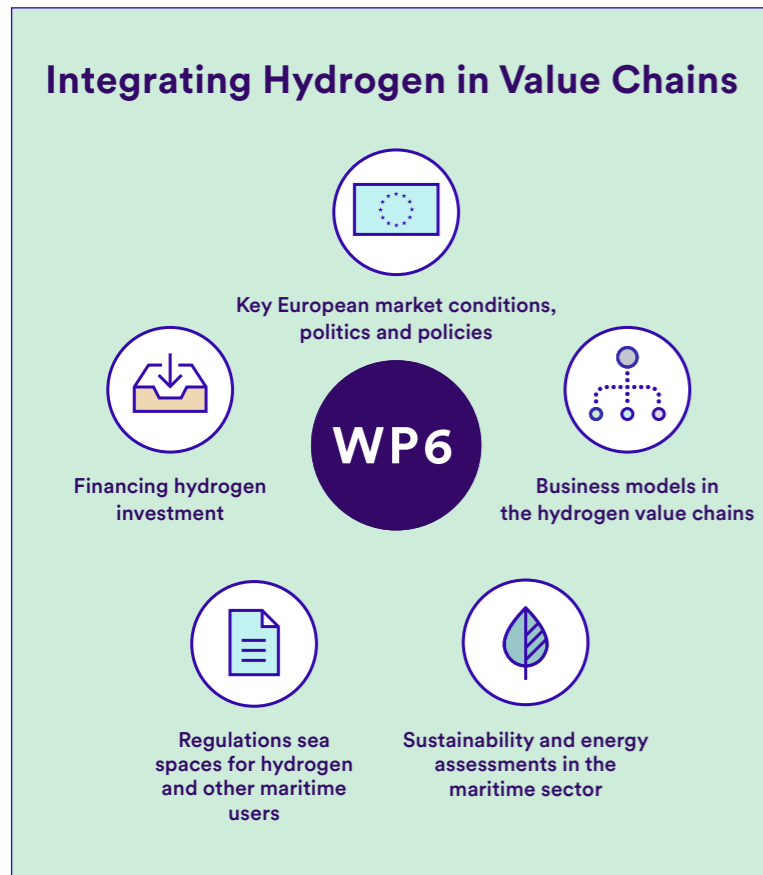 Integrating Hydrogen in Value Chains
Key European market conditions,
politics and policies
WP6
Financing hydrogen
investment
Business models in
the hydrogen value chains
Regulations sea
spaces for hydrogen
and other maritime
users
Sustainability and energy
assessments in the
maritime sector